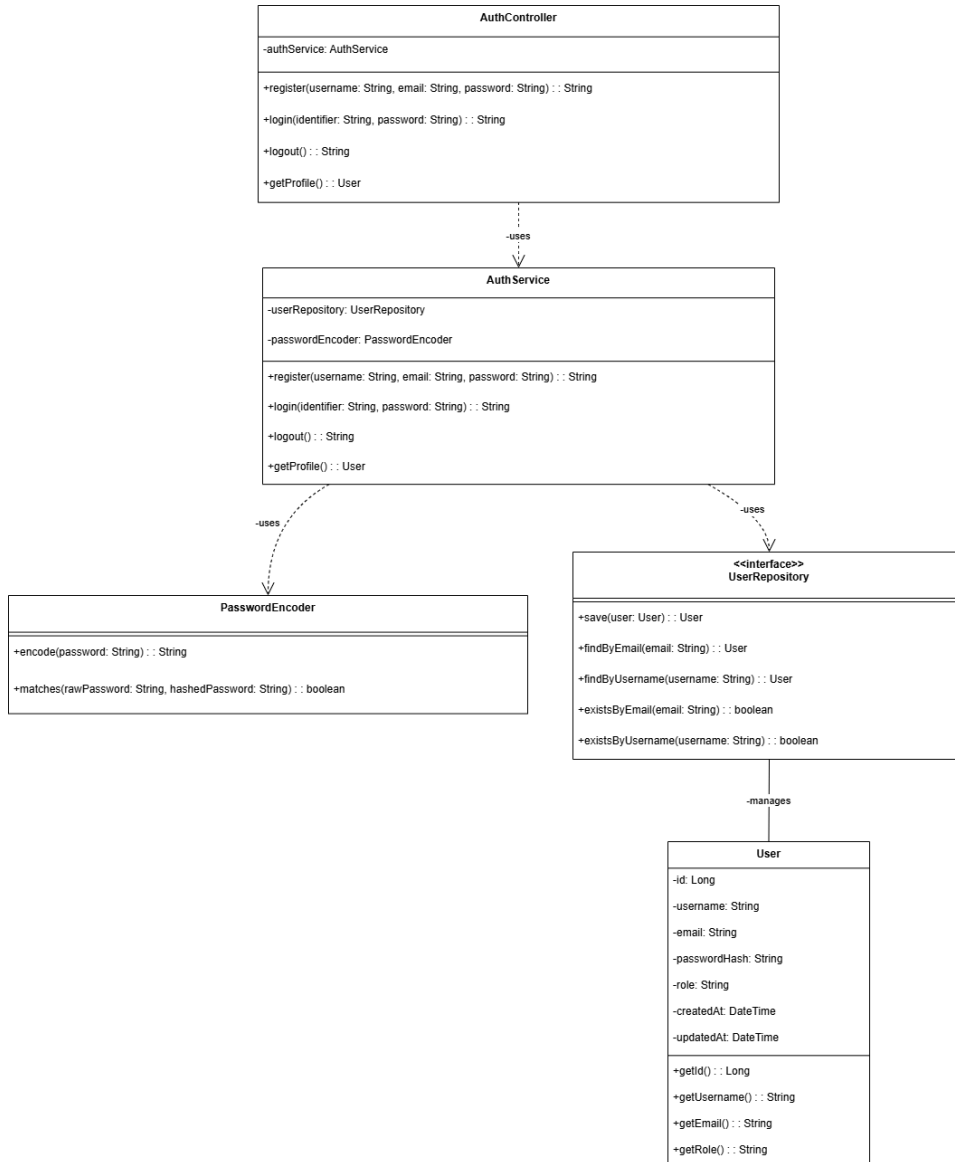 AuthController
-authService: AuthService
+register(username: String, email: String, password: String) : : String
+login(identifier: String, password: String) : : String
+logout() : : String
+getProfile() : : User
-uses
AuthService
-userRepository: UserRepository
-passwordEncoder: PasswordEncoder
+register(username: String, email: String, password: String) : : String
+login(identifier: String, password: String) : : String
+logout() : : String
+getProfile() : : User
-uses
-uses
PasswordEncoder
+encode(password: String) : : String
+matches(rawPassword: String, hashedPassword: String) : : boolean
<<interface>>
UserRepository
+save(user: User) : : User
+findByEmail(email: String) : : User
+findByUsername(username: String) : : User
+existsByEmail(email: String) : : boolean
+existsByUsername(username: String) : : boolean
-manages
User
-id: Long
-username: String
-email: String
-passwordHash: String
-role: String
-createdAt: DateTime
-updatedAt: DateTime
+getId() : : Long
+getUsername() : : String
+getEmail() : : String
+getRole() : : String